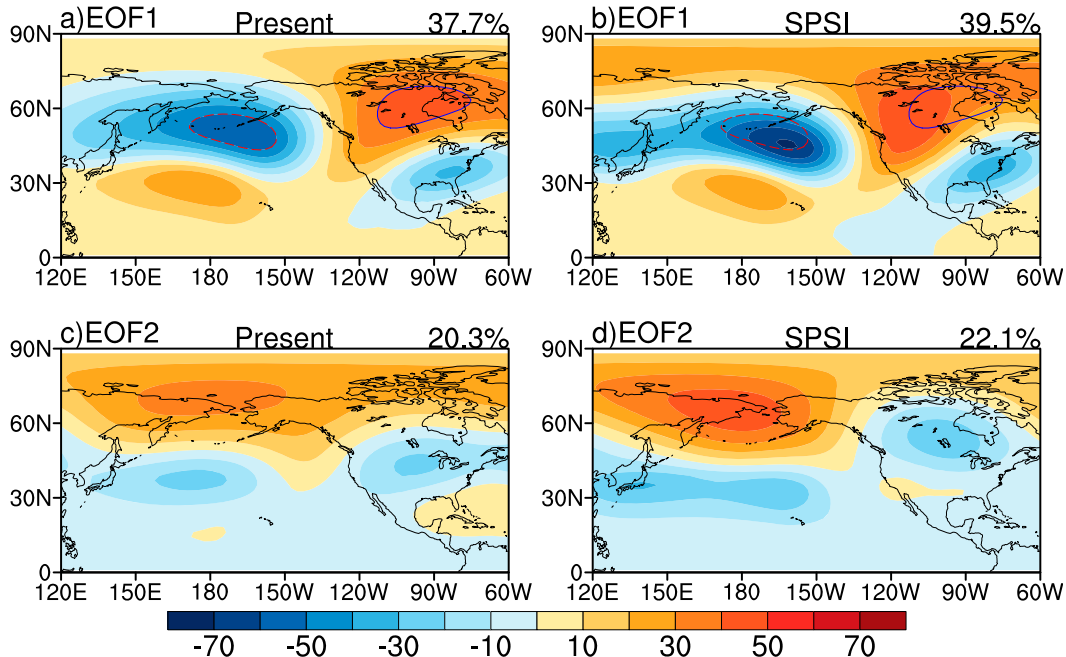 a)EOF1 Present 37.7%
b)EOF1 SPSI 39.5%
90N
60N
30N
0
120E 150E 180 150W 120W 90W 60W
90N
60N
30N
0
120E 150E 180 150W 120W 90W 60W
c)EOF2 Present 20.3%
d)EOF2 SPSI 22.1%
90N
60N
30N
0
120E 150E 180 150W 120W 90W 60W
90N
60N
30N
0
120E 150E 180 150W 120W 90W 60W
-70 -50 -30 -10 10 30 50 70